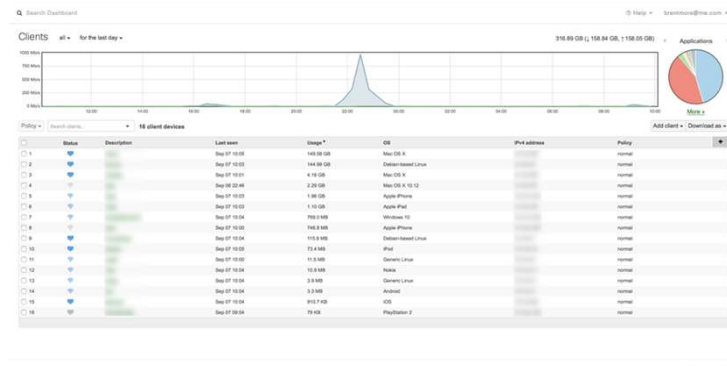 Search Dashboard
Help
brentmore@me.com
Clients all for the last day
318.89 GB (↓ 158.84 GB, ↑ 158.05 GB)
Applications
1000 Mb/s
750 Mb/s
500 Mb/s
250 Mb/s
0 Mb/s
12:00 14:00 18:00 20:00 22:00 00:00 02:00 04:00 06:00 08:00 10:00
More »
Policy Search clients... 16 client devices Add client Download as
Status Description Last seen Usage OS IPv4 address Policy
1 Sep 07 10:05 149.58 GB Mac OS X normal
2 Sep 07 10:03 144.88 GB Debian-based Linux normal
3 Sep 07 10:01 4.18 GB Mac OS X normal
4 Sep 06 22:46 2.29 GB Mac OS X 10.12 normal
5 Sep 07 10:03 1.96 GB Apple iPhone normal
6 Sep 07 10:03 1.10 GB Apple iPad normal
7 Sep 07 10:04 769.0 MB Windows 10 normal
8 Sep 07 10:00 746.8 MB Apple iPhone normal
9 Sep 07 10:04 115.6 MB Debian-based Linux normal
10 Sep 07 10:05 73.4 MB iPod normal
11 Sep 07 10:00 11.5 MB Generic Linux normal
12 Sep 07 10:04 10.8 MB Nokia normal
13 Sep 07 10:04 3.9 MB Generic Linux normal
14 Sep 07 10:04 3.3 MB Android normal
15 Sep 07 10:04 910.7 KB iOS normal
16 Sep 07 09:04 79 KB PlayStation 2 normal